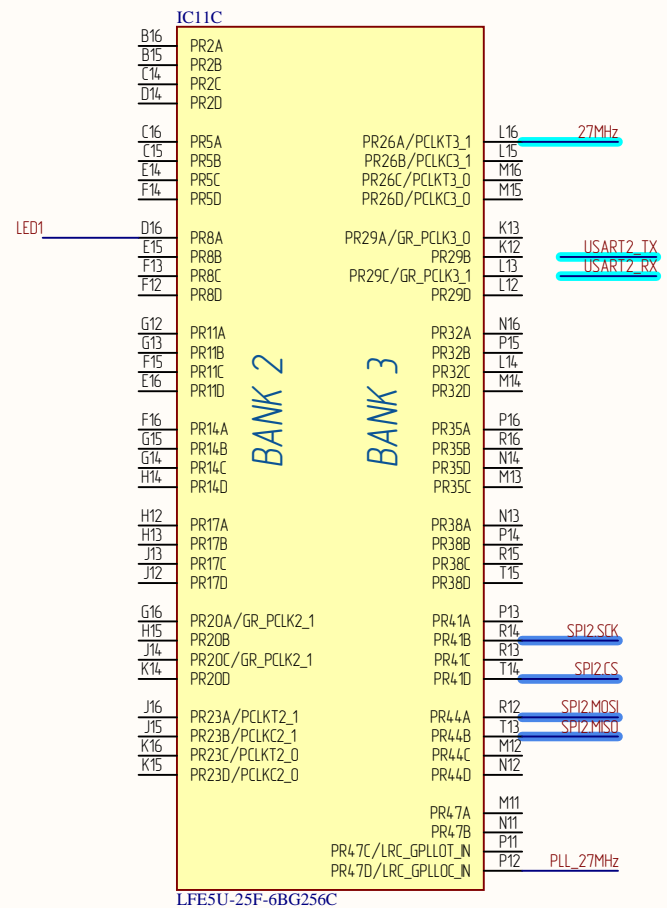 IC11C
B16 PR2A
B15 PR2B
C14 PR2C
D14 PR2D
C16 PR5A PR26A/PCLKT3_1 L16 27MHz
C15 PR5B PR26B/PCLKC3_1 L15
E14 PR5C PR26C/PCLKT3_0 M16
F14 PR5D PR26D/PCLKC3_0 M15
LED1 D16 PR8A PR29A/GR_PCLK3_0 K13
E15 PR8B PR29B K12 USART2_TX
F13 PR8C PR29C/GR_PCLK3_1 L13 USART2_RX
F12 PR8D PR29D L12
G12 PR11A PR32A N16
G13 PR11B PR32B P15
F15 PR11C PR32C L14
E16 PR11D PR32D M14
BANK 2 BANK 3
F16 PR14A PR35A P16
G15 PR14B PR35B R16
G14 PR14C PR35D N14
H14 PR14D PR35C M13
H12 PR17A PR38A N13
H13 PR17B PR38B P14
J13 PR17C PR38C R15
J12 PR17D PR38D T15
G16 PR20A/GR_PCLK2_1 PR41A P13
H15 PR20B PR41B R14 SPI2.SCK
J14 PR20C/GR_PCLK2_1 PR41C R13
K14 PR20D PR41D T14 SPI2.CS
J16 PR23A/PCLKT2_1 PR44A R12 SPI2.MOSI
J15 PR23B/PCLKC2_1 PR44B T13 SPI2.MISO
K16 PR23C/PCLKT2_0 PR44C M12
K15 PR23D/PCLKC2_0 PR44D N12
PR47A M11
PR47B N11
PR47C/LRC_GPLL0T_IN P11
PR47D/LRC_GPLL0C_IN P12 PLL_27MHz
LFE5U-25F-6BG256C